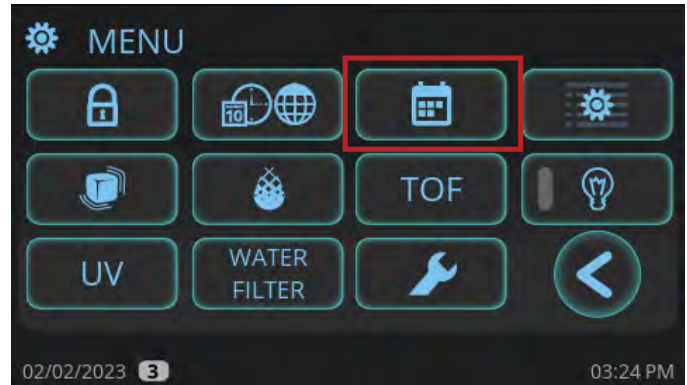 MENU
10
TOF
UV
WATER
FILTER
02/02/2023 3
03:24 PM